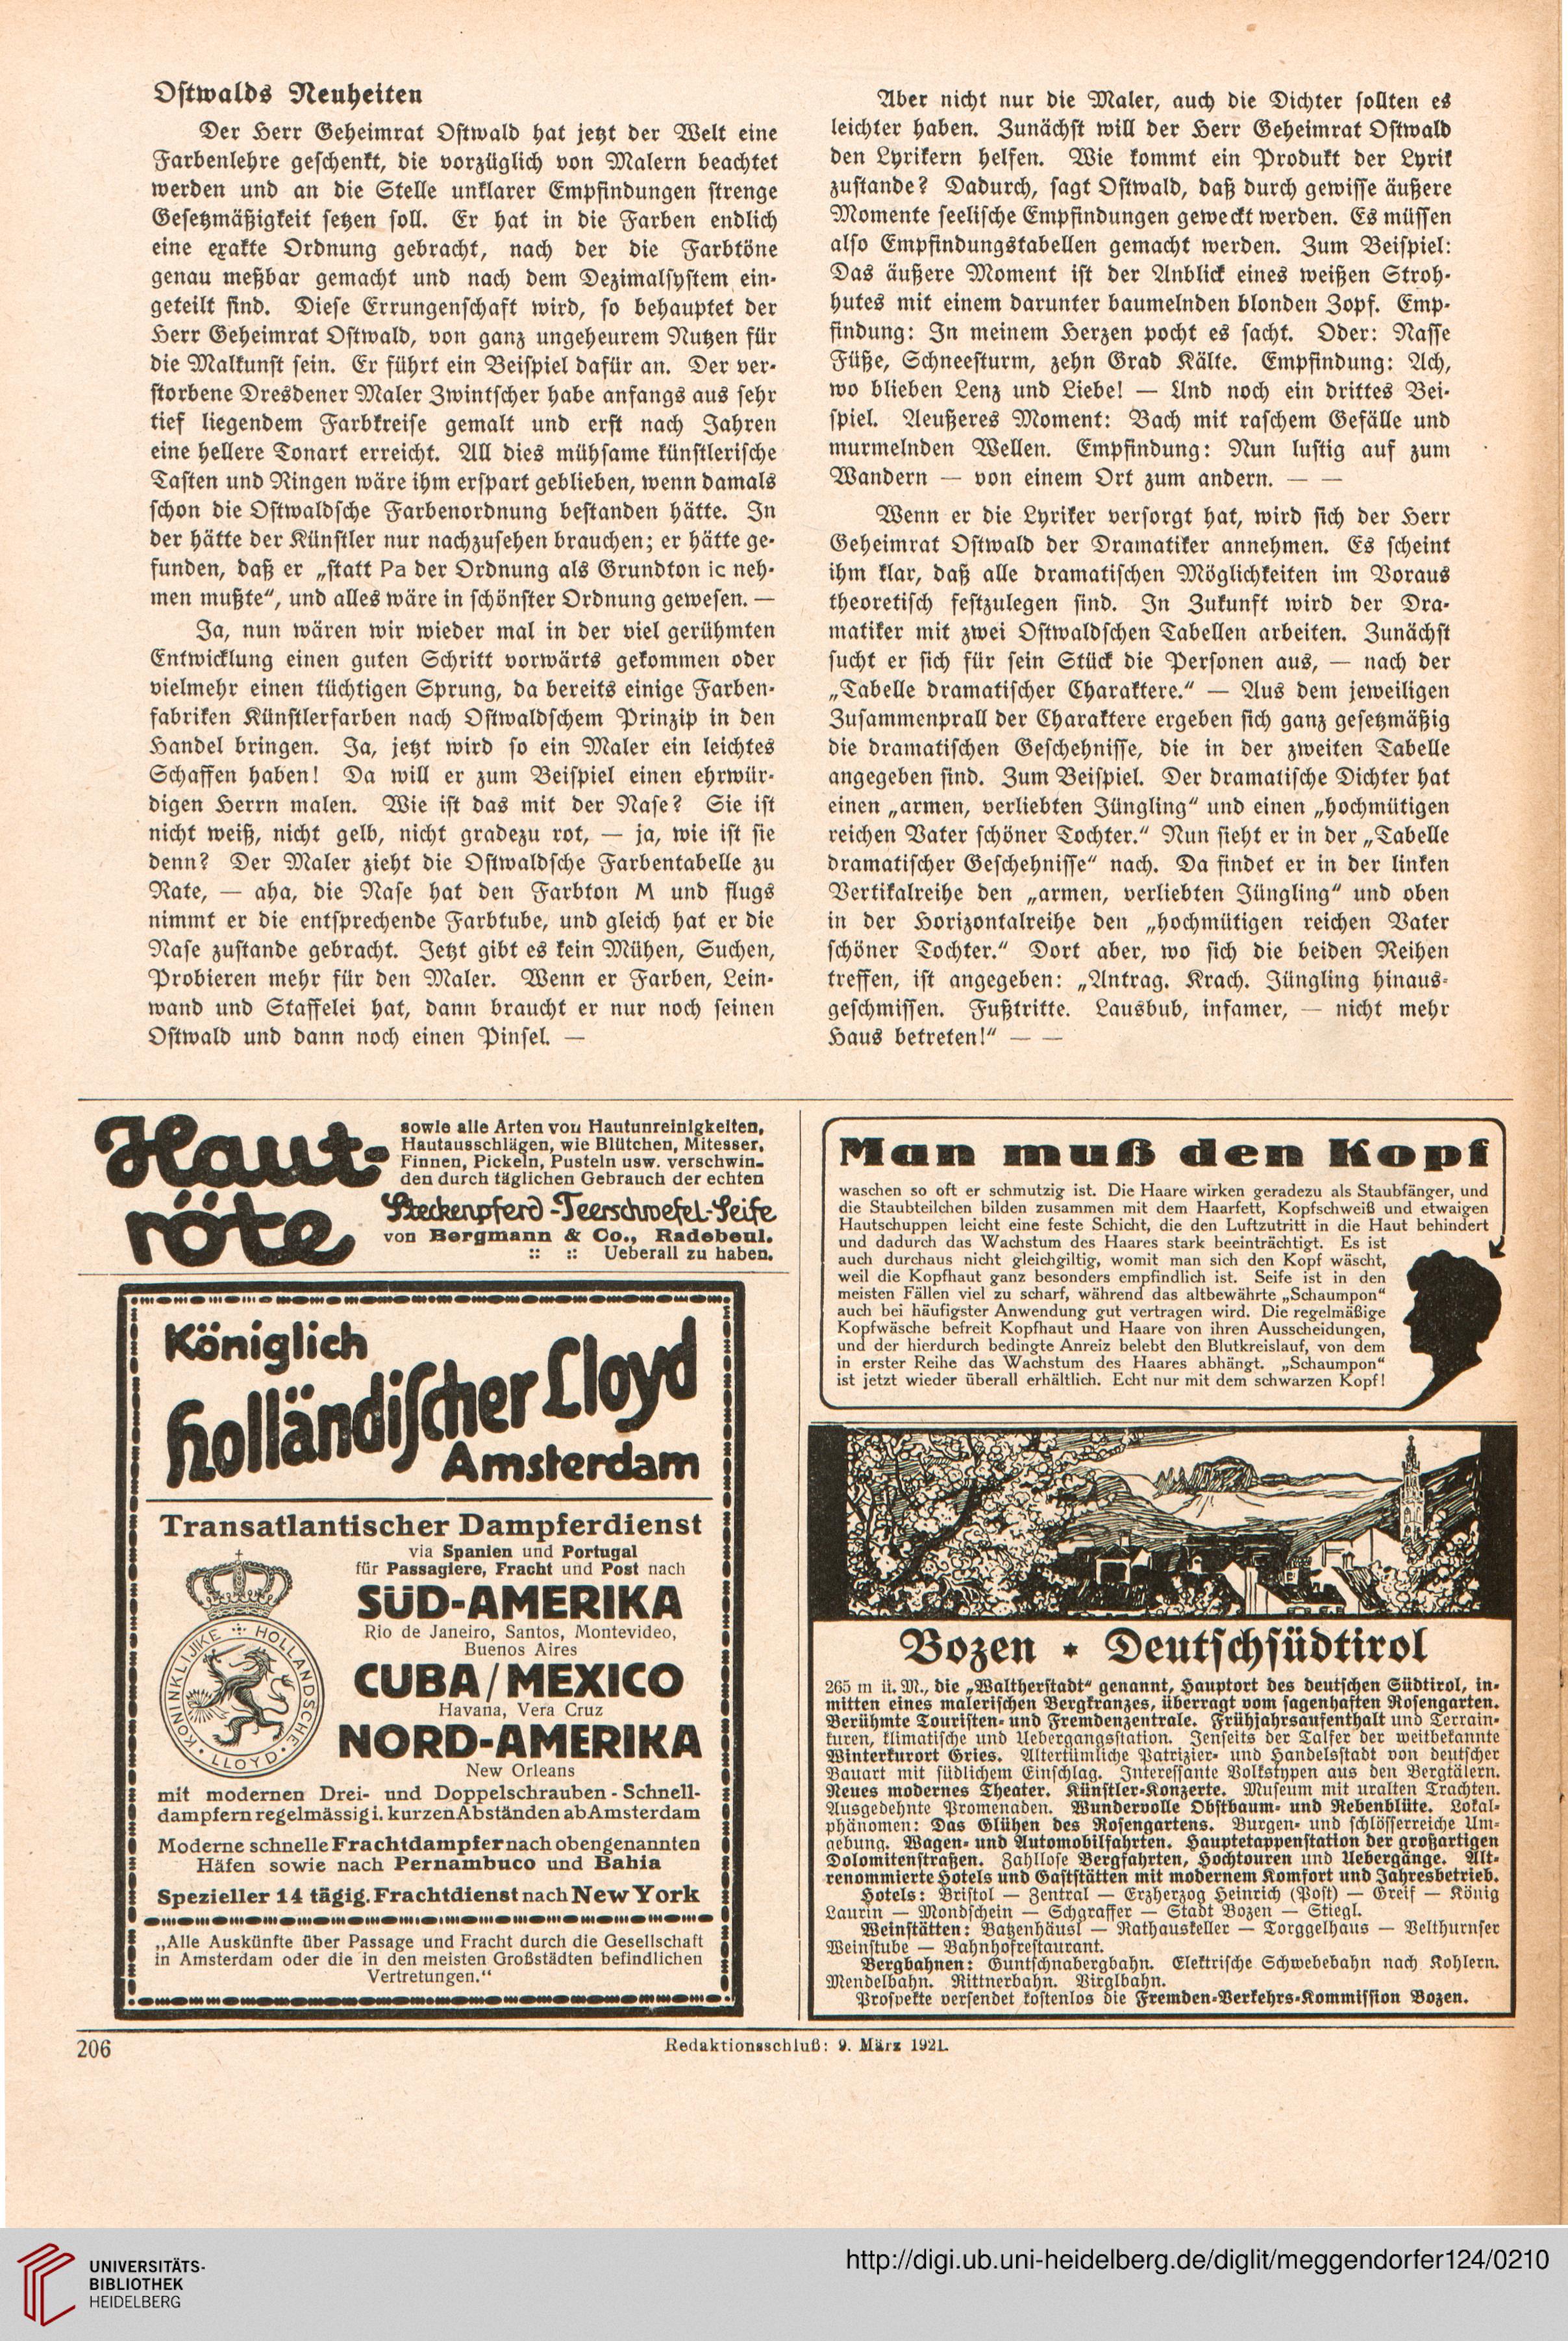 Ostwalds Neuheiten
Der Herr Geheimrat Ostwald hat jetzt der Welt eine
Farbenlehre geschenkt, die vorzüglich von Malern beachtet
werden und an die Stelle unklarer Empfindungen strenge
Gesetzmäßigkeit setzen soll. Er hat in die Farben endlich
eine exakte Ordnung gebracht, nach der die Farbtöne
genau meßbar gemacht und nach dem Dezimalsystem ein-
geteilt sind. Diese Errungenschaft wird, so behauptet der
Herr Geheimrat Ostwald, von ganz ungeheurem Nutzen für
die Malkunst sein. Er führt ein Beispiel dafür an. Der ver-
storbene Dresdener Maler Zwintscher habe anfangs aus sehr
tief liegendem Farbkreise gemalt und erst nach Jahren
eine hellere Tonart erreicht. All dies mühsame künstlerische
Tasten und Ringen wäre ihm erspart geblieben, wenn damals
schon die Ostwaldsche Farbenordnung bestanden hätte. In
der hätte der Künstler nur nachzusehen brauchen; er hätte ge-
funden, daß er „statt Pa der Ordnung als Grundton ic neh-
men mußte“, und alles wäre in schönster Ordnung gewesen. —
Ja, nun wären wir wieder mal in der viel gerühmten
Entwicklung einen guten Schritt vorwärts gekommen oder
vielmehr einen tüchtigen Sprung, da bereits einige Farben-
fabriken Künstlerfarben nach Ostwaldschem Prinzip in den
Handel bringen. Ja, jetzt wird so ein Maler ein leichtes
Schaffen haben! Da will er zum Beispiel einen ehrwür-
digen Herrn malen. Wie ist das mit der Nase? Sie ist
nicht weiß, nicht gelb, nicht gradezu rot, — ja, wie ist sie
denn? Der Maler zieht die Ostwaldsche Farbentabelle zu
Rate, — aha, die Nase hat den Farbton M und flugs
nimmt er die entsprechende Farbtube, und gleich hat er die
Nase zustande gebracht. Jetzt gibt es kein Mühen, Suchen,
Probieren mehr für den Maler. Wenn er Farben, Lein-
wand und Staffelei hat, dann braucht er nur noch seinen
Ostwald und dann noch einen Pinsel. —
Aber nicht nur die Maler, auch die Dichter sollten es
leichter haben. Zunächst will der Herr Geheimrat Ostwald
den Lyrikern helfen. Wie kommt ein Produkt der Lyrik
zustande? Dadurch, sagt Ostwald, daß durch gewisse äußere
Momente seelische Empfindungen geweckt werden. Es müssen
also Empfindungstabellen gemacht werden. Zum Beispiel:
Das äußere Moment ist der Anblick eines weißen Stroh-
hutes mit einem darunter baumelnden blonden Zopf. Emp-
findung: In meinem Herzen pocht es sacht. Oder: Nasse
Füße, Schneesturm, zehn Grad Kälte. Empfindung: Ach,
wo blieben Lenz und Liebe! — Und noch ein drittes Bei-
spiel. Aeußeres Moment: Bach mit raschem Gefälle und
murmelnden Wellen. Empfindung: Nun lustig auf zum
Wandern — von einem Ort zum andern. — —
Wenn er die Lyriker versorgt hat, wird sich der Herr
Geheimrat Ostwald der Dramatiker annehmen. Es scheint
ihm klar, daß alle dramatischen Möglichkeiten im Voraus
theoretisch festzulegen sind. In Zukunft wird der Dra-
matiker mit zwei Ostwaldschen Tabellen arbeiten. Zunächst
sucht er sich für sein Stück die Personen aus, — nach der
„Tabelle dramatischer Charaktere.“ — Aus dem jeweiligen
Zusammenprall der Charaktere ergeben sich ganz gesetzmäßig
die dramatischen Geschehnisse, die in der zweiten Tabelle
angegeben sind. Zum Beispiel. Der dramatische Dichter hat
einen „armen, verliebten Jüngling“ und einen „hochmütigen
reichen Vater schöner Tochter.“ Nun sieht er in der „Tabelle
dramatischer Geschehnisse“ nach. Da findet er in der linken
Vertikalreihe den „armen, verliebten Jüngling“ und oben
in der Horizontalreihe den „hochmütigen reichen Vater
schöner Tochter.“ Dort aber, wo sich die beiden Reihen
treffen, ist angegeben: „Antrag. Krach. Jüngling hinaus-
geschmissen. Fußtritte. Lausbub, infamer, — nicht mehr
Haus betreten!“ — —
Haut-
röte
sowie alle Arten von Hautunreinigkeiten,
Hautausschlägen, wie Blütchen, Mitesser,
Finnen, Pickeln, Pusteln usw. verschwin-
den durch täglichen Gebrauch der echten
Steckenpferd-Teerschwefel-Seife
von Bergmann & Co., Radebeul.
:: :: Ueberall zu haben.
Königlich
holländischer Lloyd
Amsterdam
Transatlantischer Dampferdienst
via Spanien und Portugal
für Passagiere, Fracht und Post nach
SÜD-AMERIKA
Rio de Janeiro, Santos, Montevideo,
Buenos Aires
CUBA/MEXICO
Havana, Vera Cruz
NORD-AMERIKA
New Orleans
KONINKLIJKE HOLLANDSCHE LLOYD
mit modernen Drei- und Doppelschrauben-Schnell-
dampfern regelmässig i. kurzen Abständen ab Amsterdam
Moderne schnelle Frachtdampfer nach obengenannten
Häfen sowie nach Pernambuco und Bahia
Spezieller 14 tägig. Frachtdienst nach New York
„Alle Auskünfte über Passage und Fracht durch die Gesellschaft
in Amsterdam oder die in den meisten Großstädten befindlichen
Vertretungen.“
Man muß den Kopf
waschen so oft er schmutzig ist. Die Haare wirken geradezu als Staubfänger, und
die Staubteilchen bilden zusammen mit dem Haarfett, Kopfschweiß und etwaigen
Hautschuppen leicht eine feste Schicht, die den Luftzutritt in die Haut behindert
und dadurch das Wachstum des Haares stark beeinträchtigt. Es ist
auch durchaus nicht gleichgiltig, womit man sich den Kopf wäscht,
weil die Kopfhaut ganz besonders empfindlich ist. Seife ist in den
meisten Fällen viel zu scharf, während das altbewährte „Schaumpon“
auch bei häufigster Anwendung gut vertragen wird. Die regelmäßige
Kopfwäsche befreit Kopfhaut und Haare von ihren Ausscheidungen,
und der hierdurch bedingte Anreiz belebt den Blutkreislauf, von dem
in erster Reihe das Wachstum des Haares abhängt. „Schaumpon“
ist jetzt wieder überall erhältlich. Echt nur mit dem schwarzen Kopf!
Bozen * Deutschsüdtirol
265 m ü. M., die „Waltherstadt“ genannt, Hauptort des deutschen Südtirol, in-
mitten eines malerischen Bergkranzes, überragt vom sagenhaften Rosengarten.
Berühmte Touristen- und Fremdenzentrale. Frühjahrsaufenthalt und Terrain-
kuren, klimatische und Uebergangsstation. Jenseits der Talfer der weitbekannte
Winterkurort Gries. Altertümliche Patrizier- und Handelsstadt von deutscher
Bauart mit südlichem Einschlag. Interessante Volkstypen aus den Bergtälern.
Neues modernes Theater. Künstler-Konzerte. Museum mit uralten Trachten.
Ausgedehnte Promenaden. Wundervolle Obstbaum- und Rebenblüte. Lokal-
phänomen: Das Glühen des Rosengartens. Burgen- und schlösserreiche Um-
gebung. Wagen- und Automobilfahrten. Hauptetappenstation der großartigen
Dolomitenstraßen. Zahllose Bergfahrten, Hochtouren und Uebergänge. Alt-
renommierte Hotels und Gaststätten mit modernem Komfort und Jahresbetrieb.
Hotels: Bristol — Zentral — Erzherzog Heinrich (Post) — Greif — König
Laurin — Mondschein — Schgraffer — Stadt Bozen — Stiegl.
Weinstätten: Batzenhäusl — Rathauskeller — Torggelhaus — Velthurnser
Weinstube — Bahnhofrestaurant.
Bergbahnen: Guntschnabergbahn. Elektrische Schwebebahn nach Kohlern.
Mendelbahn. Rittnerbahn. Virglbahn.
Prospekte versendet kostenlos die Fremden-Verkehrs-Kommission Bozen.
206
Redaktionsschluß: 9. März 1921.
UNIVERSITÄTS-
BIBLIOTHEK
HEIDELBERG
http://digi.ub.uni-heidelberg.de/diglit/meggendorfer124/0210